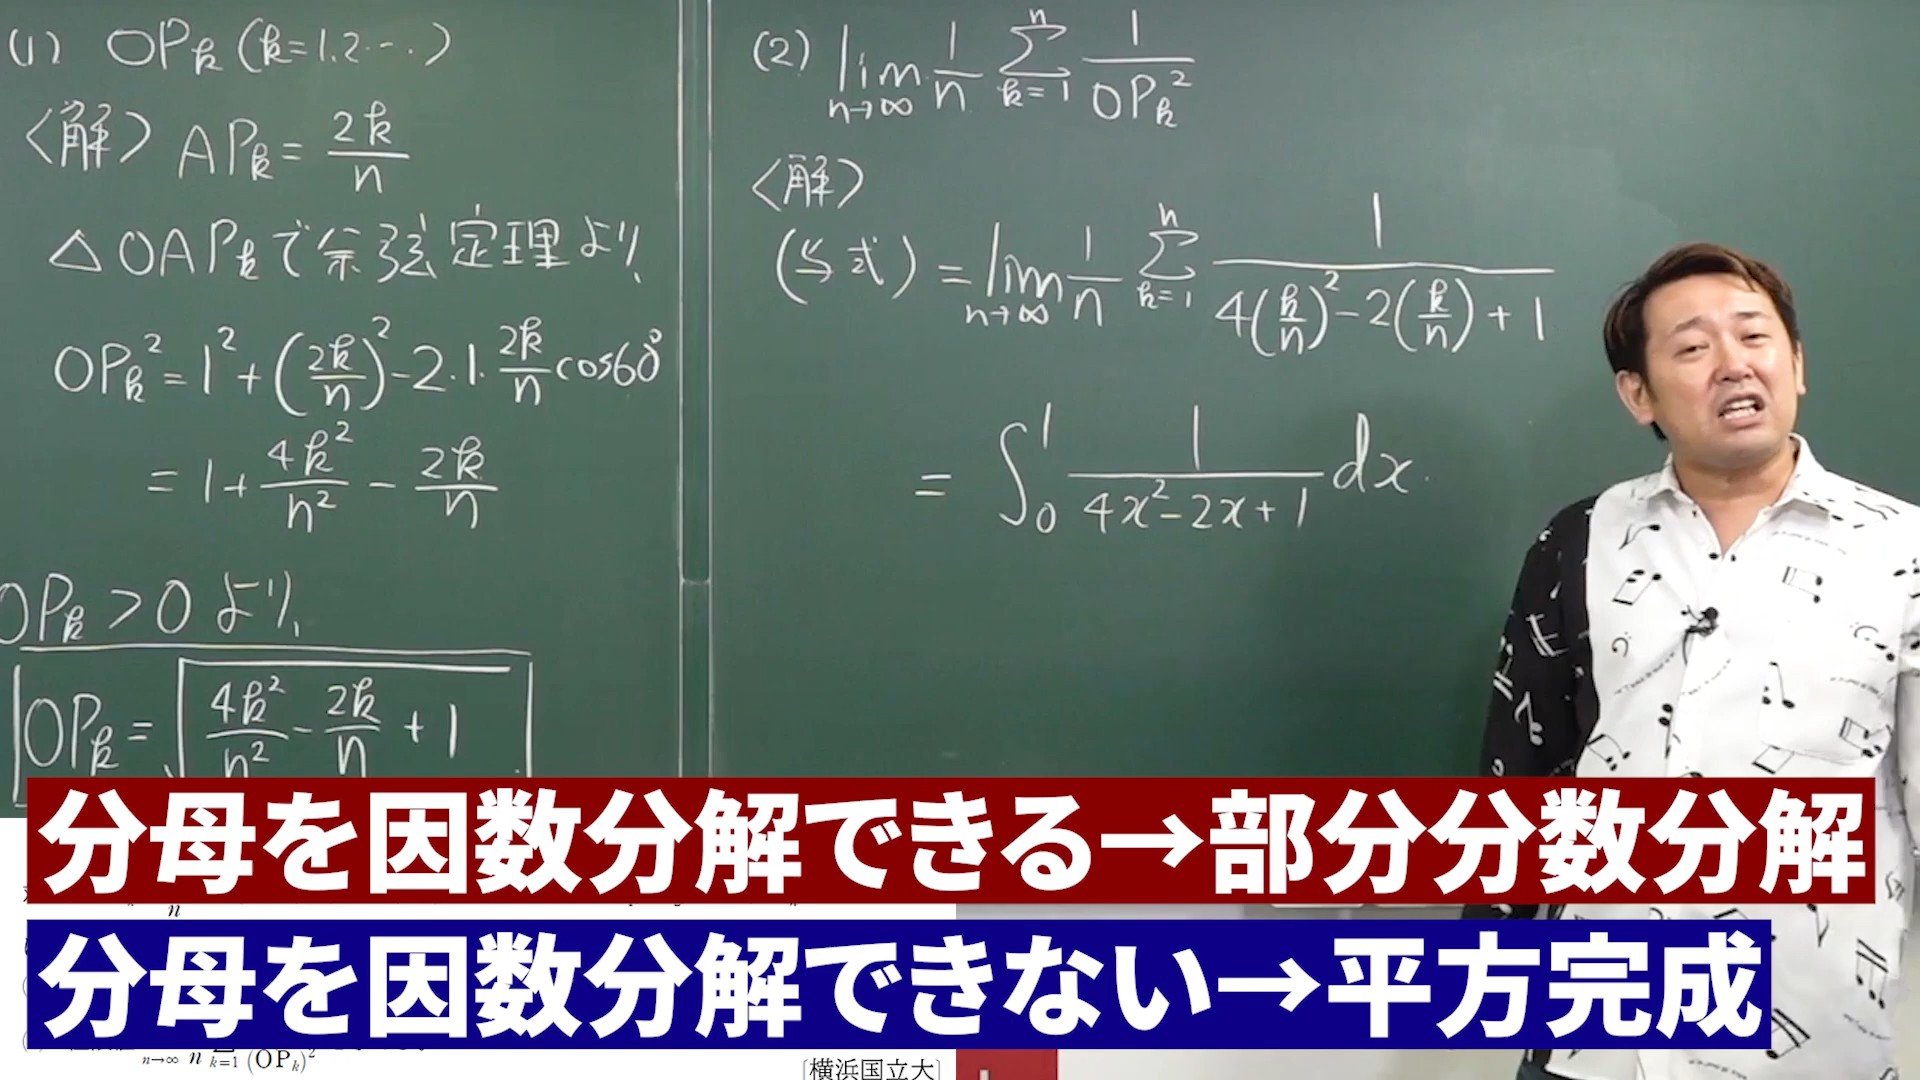 (1) OPk (k=1.2…)
〈解〉 APk = 2k/n
△OAPkで余弦定理より、
OPk² = 1² + (2k/n)² - 2・1・2k/n cos60°
= 1 + 4k²/n² - 2k/n
OPk > 0 より、
OPk = √(4k²/n² - 2k/n + 1)
(2) lim n→∞ 1/n Σ k=1 n 1/OPk²
〈解〉
(与式) = lim n→∞ 1/n Σ k=1 n 1/(4(k/n)² - 2(k/n) + 1)
= ∫₀¹ 1/(4x² - 2x + 1) dx
分母を因数分解できる→部分分数分解
n
分母を因数分解できない→平方完成
n→∞ n k=1 (OPk)²
[横浜国立大]